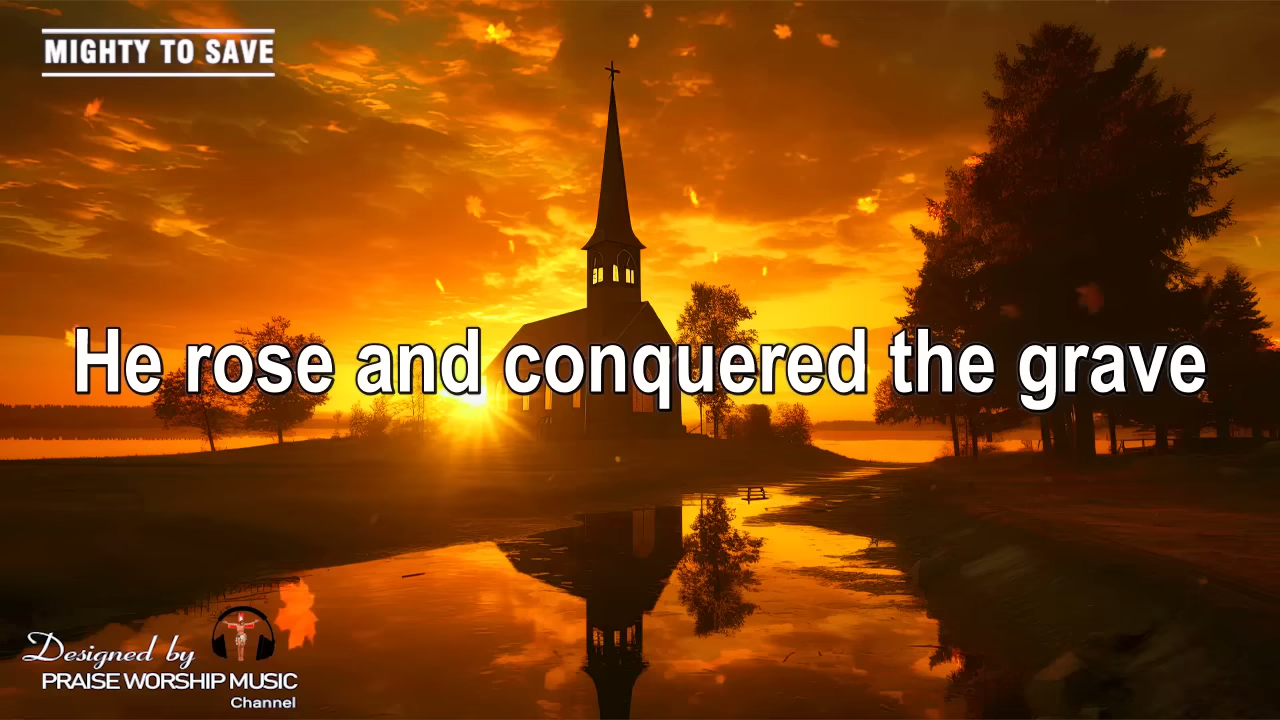 MIGHTY TO SAVE
He rose and conquered the grave
Designed by
PRAISE WORSHIP MUSIC
Channel